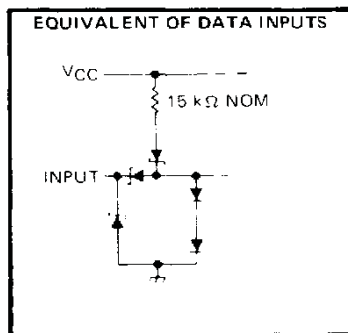 EQUIVALENT OF DATA INPUTS
VCC
15 kΩ NOM
INPUT